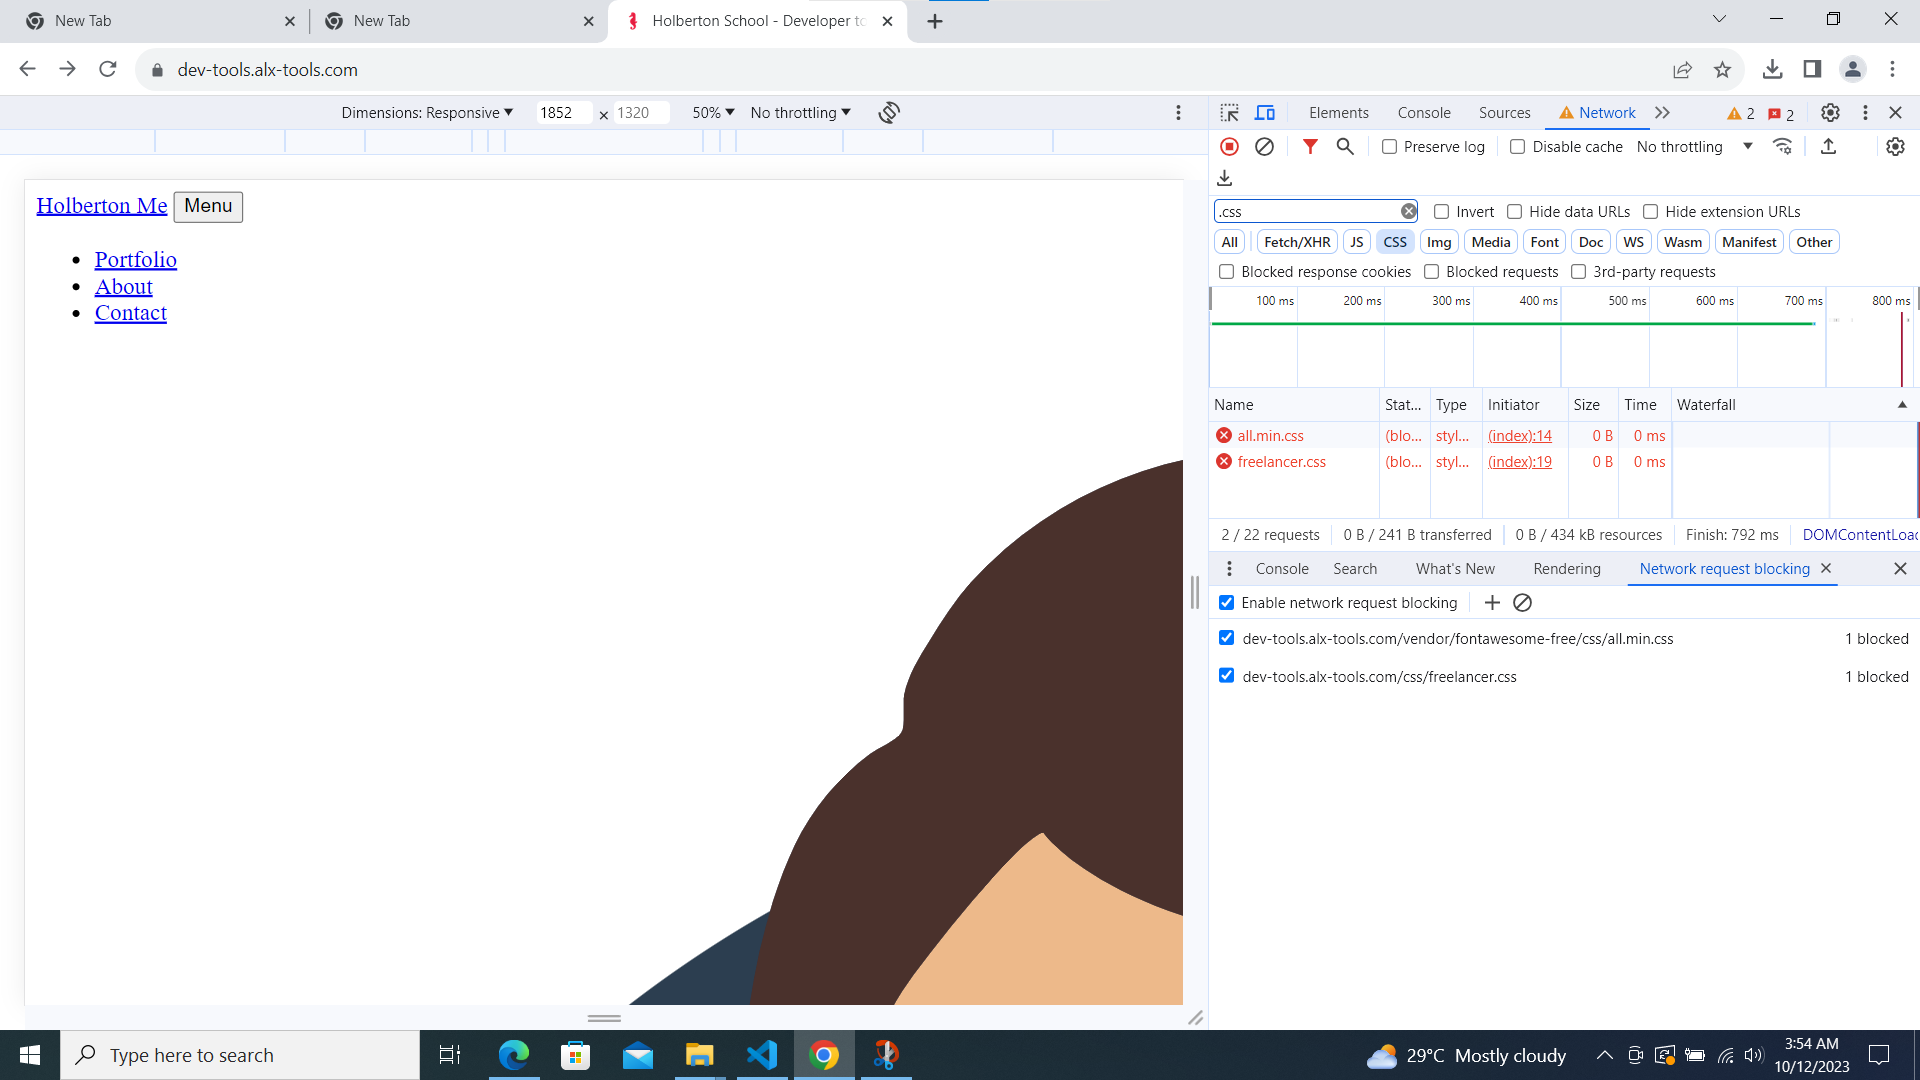 New Tab
New Tab
Holberton School - Developer to
dev-tools.alx-tools.com
Dimensions: Responsive 1852 × 1320 50% No throttling
Elements Console Sources Network 2 2
Preserve log Disable cache No throttling
.css Invert Hide data URLs Hide extension URLs
All Fetch/XHR JS CSS Img Media Font Doc WS Wasm Manifest Other
Blocked response cookies Blocked requests 3rd-party requests
100 ms 200 ms 300 ms 400 ms 500 ms 600 ms 700 ms 800 ms
Name Stat... Type Initiator Size Time Waterfall
all.min.css (blo... styl... (index):14 0 B 0 ms
freelancer.css (blo... styl... (index):19 0 B 0 ms
2 / 22 requests 0 B / 241 B transferred 0 B / 434 kB resources Finish: 792 ms DOMContentLoad
Console Search What's New Rendering Network request blocking
Enable network request blocking
dev-tools.alx-tools.com/vendor/fontawesome-free/css/all.min.css 1 blocked
dev-tools.alx-tools.com/css/freelancer.css 1 blocked
Holberton Me Menu
Portfolio
About
Contact
Type here to search
29°C Mostly cloudy
3:54 AM
10/12/2023